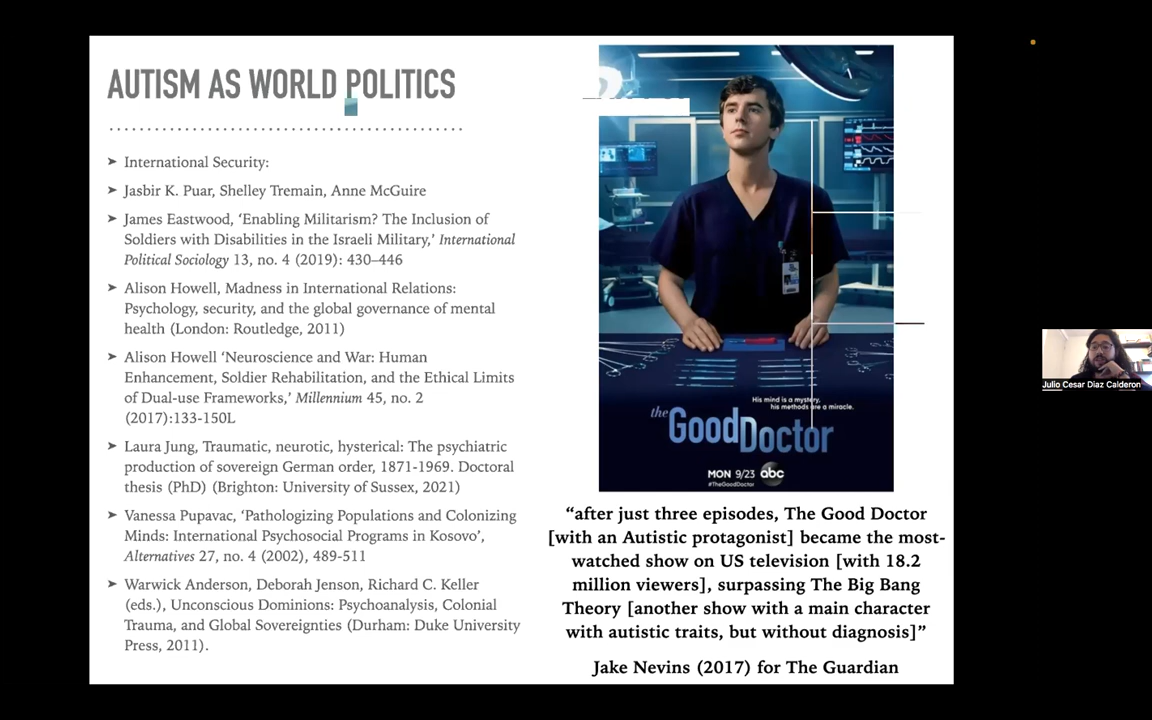 AUTISM AS WORLD POLITICS
➤ International Security:
➤ Jasbir K. Puar, Shelley Tremain, Anne McGuire
➤ James Eastwood, ‘Enabling Militarism? The Inclusion of
Soldiers with Disabilities in the Israeli Military,’ International
Political Sociology 13, no. 4 (2019): 430–446
➤ Alison Howell, Madness in International Relations:
Psychology, security, and the global governance of mental
health (London: Routledge, 2011)
➤ Alison Howell ‘Neuroscience and War: Human
Enhancement, Soldier Rehabilitation, and the Ethical Limits
of Dual-use Frameworks,’ Millennium 45, no. 2
(2017):133-150L
➤ Laura Jung, Traumatic, neurotic, hysterical: The psychiatric
production of sovereign German order, 1871-1969. Doctoral
thesis (PhD) (Brighton: University of Sussex, 2021)
➤ Vanessa Pupavac, ‘Pathologizing Populations and Colonizing
Minds: International Psychosocial Programs in Kosovo’,
Alternatives 27, no. 4 (2002), 489-511
➤ Warwick Anderson, Deborah Jenson, Richard C. Keller
(eds.), Unconscious Dominions: Psychoanalysis, Colonial
Trauma, and Global Sovereignties (Durham: Duke University
Press, 2011).
His mind is a mystery,
his methods are a miracle.
the Good Doctor
MON 9/23 abc
#TheGoodDoctor
“after just three episodes, The Good Doctor
[with an Autistic protagonist] became the most-
watched show on US television [with 18.2
million viewers], surpassing The Big Bang
Theory [another show with a main character
with autistic traits, but without diagnosis]”
Jake Nevins (2017) for The Guardian
Julio Cesar Diaz Calderon